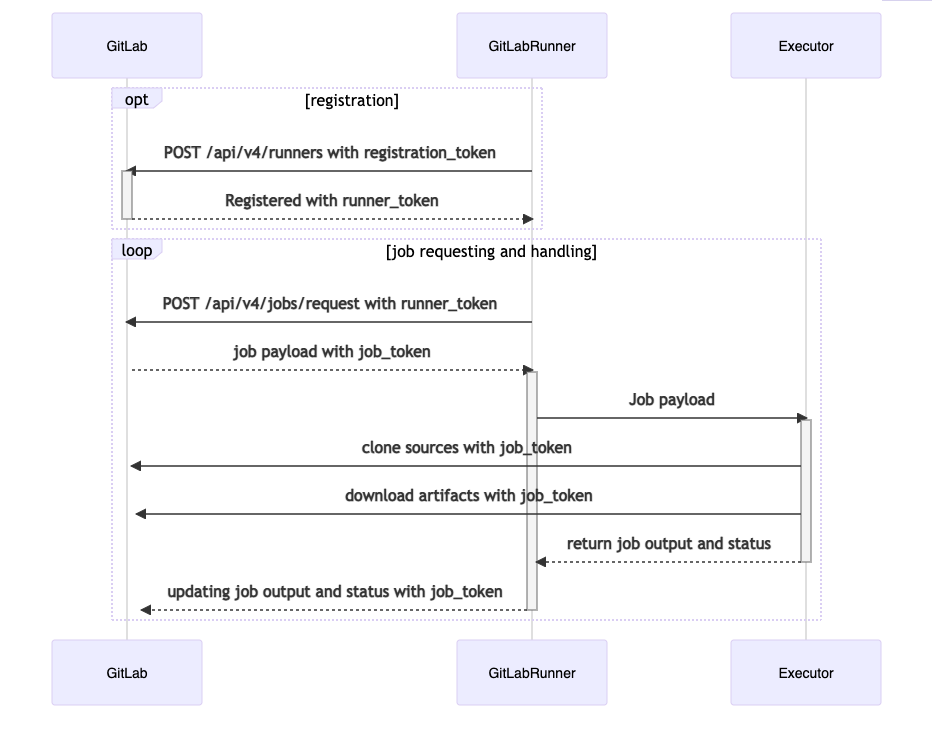 GitLab
GitLabRunner
Executor
opt
[registration]
POST /api/v4/runners with registration_token
Registered with runner_token
loop
[job requesting and handling]
POST /api/v4/jobs/request with runner_token
job payload with job_token
Job payload
clone sources with job_token
download artifacts with job_token
return job output and status
updating job output and status with job_token
GitLab
GitLabRunner
Executor